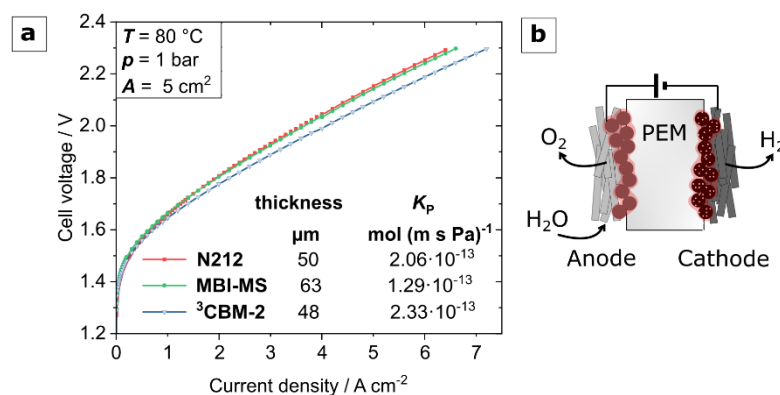 a
T = 80 °C
p = 1 bar
A = 5 cm²
2.4
2.2
2.0
1.8
1.6
1.4
1.2
Cell voltage / V
thickness K_P
µm mol (m s Pa)⁻¹
N212 50 2.06·10⁻¹³
MBI-MS 63 1.29·10⁻¹³
³CBM-2 48 2.33·10⁻¹³
0 1 2 3 4 5 6 7
Current density / A cm⁻²
b
PEM
O₂
H₂
H₂O
Anode Cathode